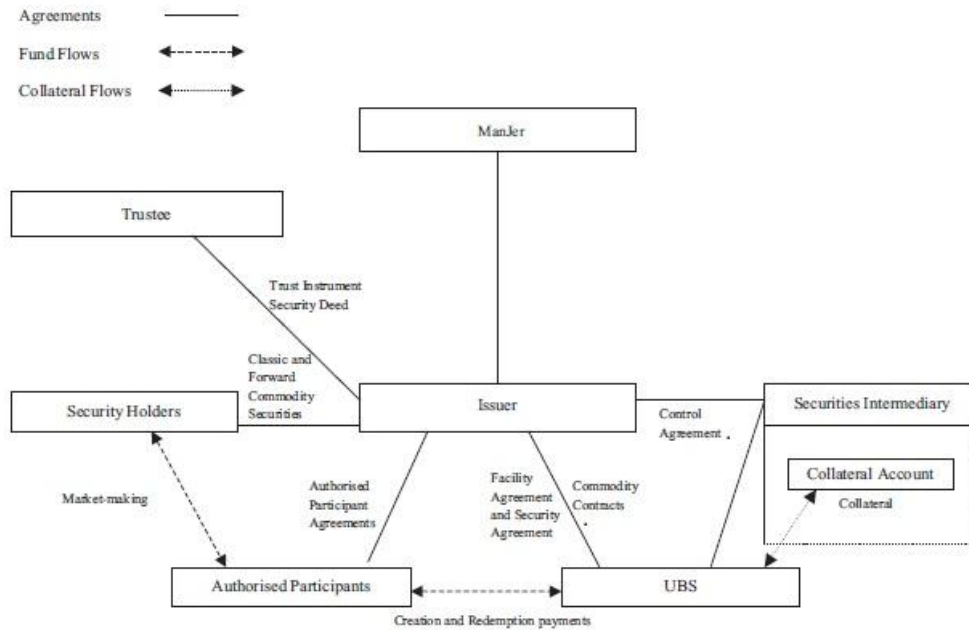 Agreements
Fund Flows
Collateral Flows
ManJer
Trustee
Trust Instrument
Security Deed
Classic and
Forward
Commodity
Securities
Security Holders
Issuer
Securities Intermediary
Control
Agreement
Collateral Account
Collateral
Market-making
Authorised
Participant
Agreements
Facility
Agreement
and Security
Agreement
Commodity
Contracts
Authorised Participants
UBS
Creation and Redemption payments